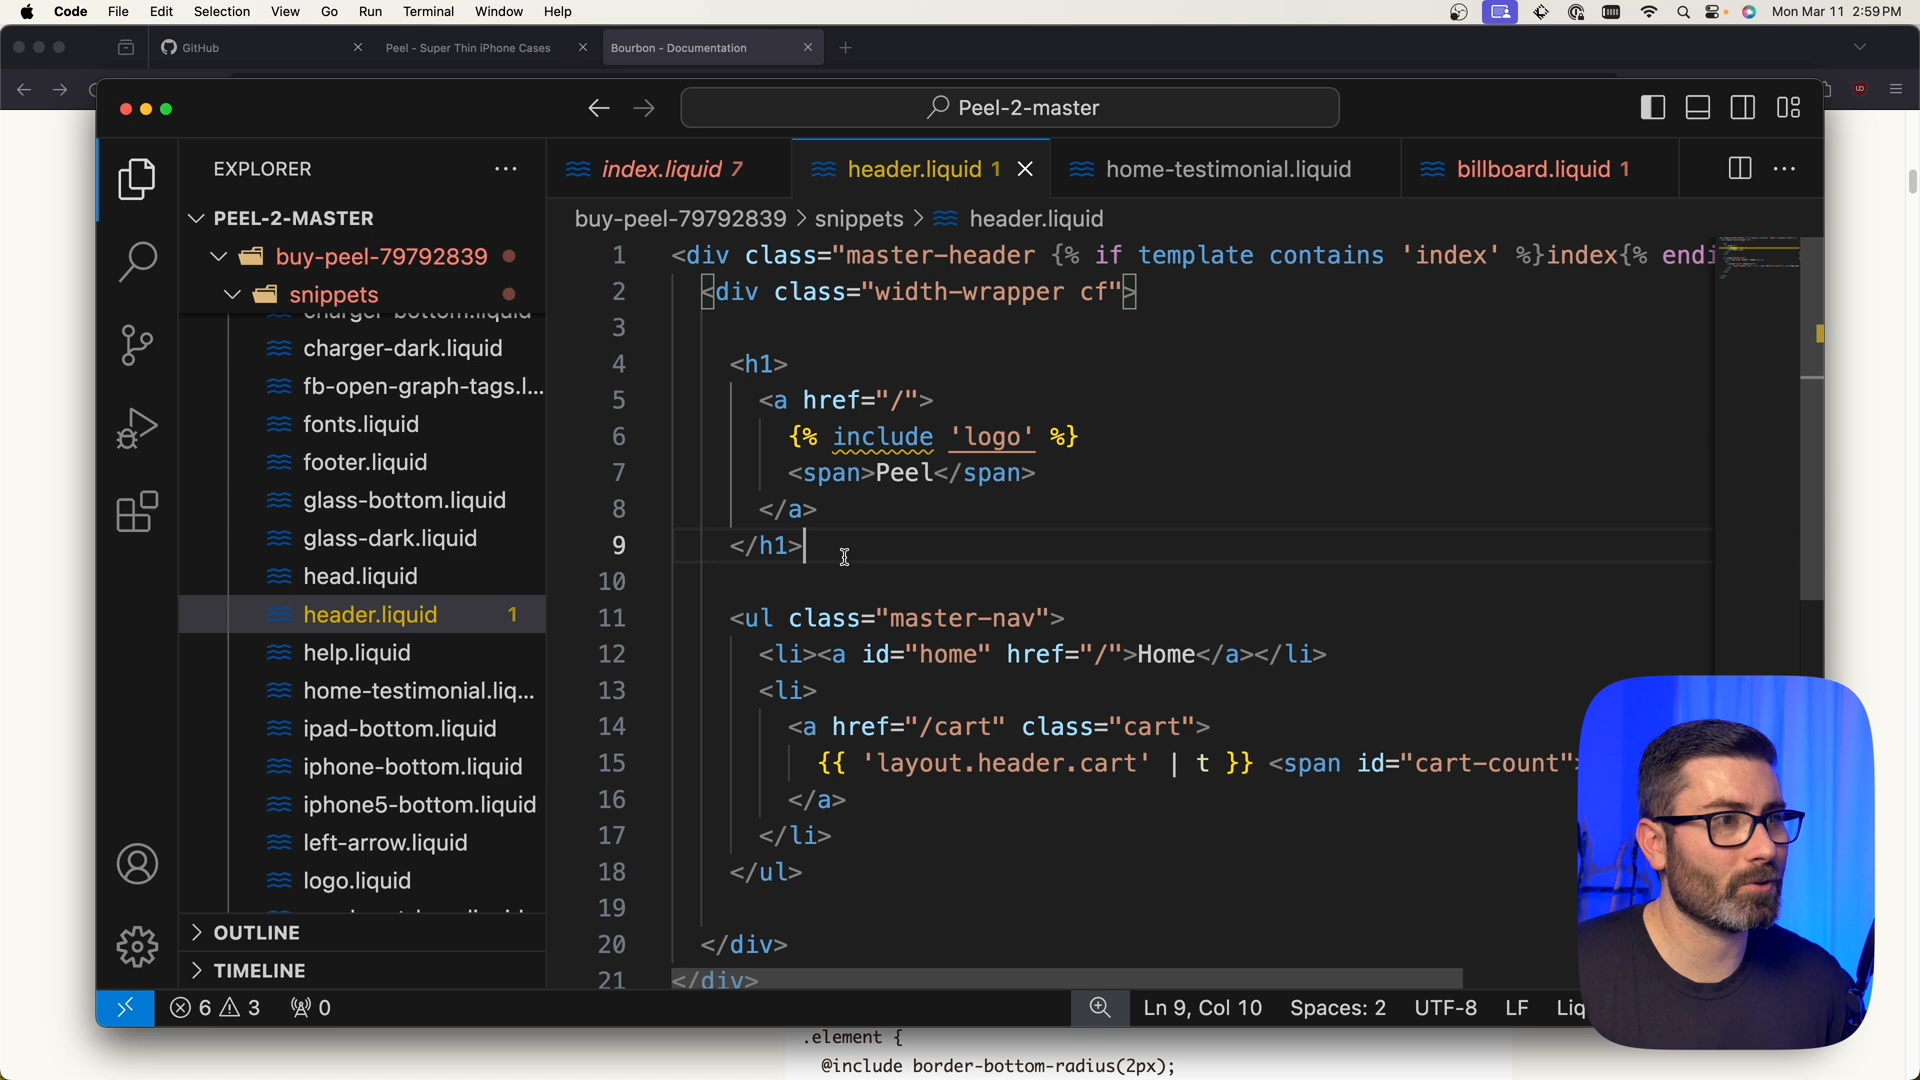 Code File Edit Selection View Go Run Terminal Window Help
Mon Mar 11 2:59 PM
GitHub
Peel - Super Thin iPhone Cases
Bourbon - Documentation
Peel-2-master
EXPLORER
index.liquid 7
header.liquid 1
home-testimonial.liquid
billboard.liquid 1
PEEL-2-MASTER
buy-peel-79792839
snippets
charger-bottom.liquid
charger-dark.liquid
fb-open-graph-tags.l...
fonts.liquid
footer.liquid
glass-bottom.liquid
glass-dark.liquid
head.liquid
header.liquid 1
help.liquid
home-testimonial.liq...
ipad-bottom.liquid
iphone-bottom.liquid
iphone5-bottom.liquid
left-arrow.liquid
logo.liquid
OUTLINE
TIMELINE
buy-peel-79792839 > snippets > header.liquid
1 <div class="master-header {% if template contains 'index' %}index{% endi
2 <div class="width-wrapper cf">
3
4 <h1>
5 <a href="/">
6 {% include 'logo' %}
7 <span>Peel</span>
8 </a>
9 </h1>
10
11 <ul class="master-nav">
12 <li><a id="home" href="/">Home</a></li>
13 <li>
14 <a href="/cart" class="cart">
15 {{ 'layout.header.cart' | t }} <span id="cart-count"
16 </a>
17 </li>
18 </ul>
19
20 </div>
21 </div>
6 3 0
Ln 9, Col 10 Spaces: 2 UTF-8 LF Liq
.element {
@include border-bottom-radius(2px);